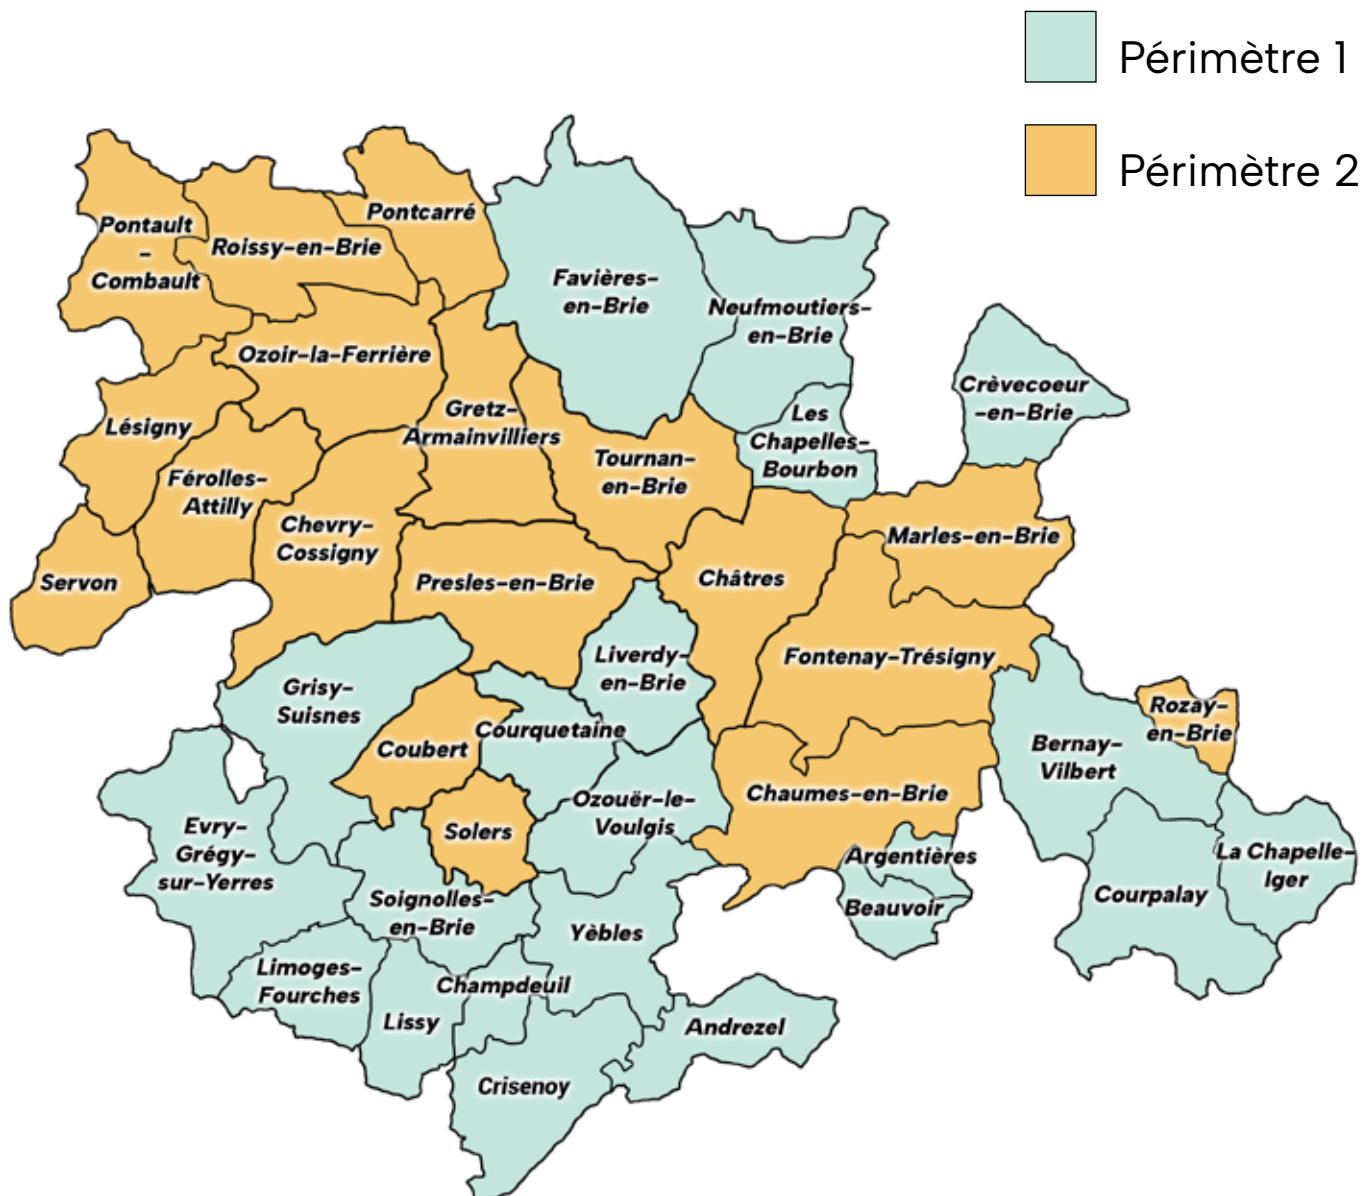 Périmètre 1
Périmètre 2
Pontault
-
Combault
Roissy-en-Brie
Pontcarré
Favières-
en-Brie
Neufmoutiers-
en-Brie
Ozoir-la-Ferrière
Crèvecoeur
-en-Brie
Lésigny
Gretz-
Armainvilliers
Les
Chapelles-
Bourbon
Férolles-
Attilly
Tournan-
en-Brie
Chevry-
Cossigny
Marles-en-Brie
Servon
Presles-en-Brie
Châtres
Liverdy-
en-Brie
Fontenay-Trésigny
Grisy-
Suisnes
Coubert
Courquetaine
Rozay-
en-Brie
Bernay-
Vilbert
Chaumes-en-Brie
Ozouër-le-
Voulgis
Solers
Evry-
Grégy-
sur-Yerres
Argentières
La Chapelle-
Iger
Soignolles-
en-Brie
Beauvoir
Courpalay
Yèbles
Limoges-
Fourches
Champdeuil
Lissy
Andrezel
Crisenoy